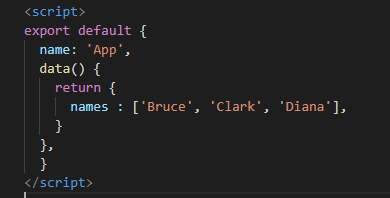 <script>
export default {
  name: 'App',
  data() {
    return {
      names : ['Bruce', 'Clark', 'Diana'],
    }
  },
  }
</script>